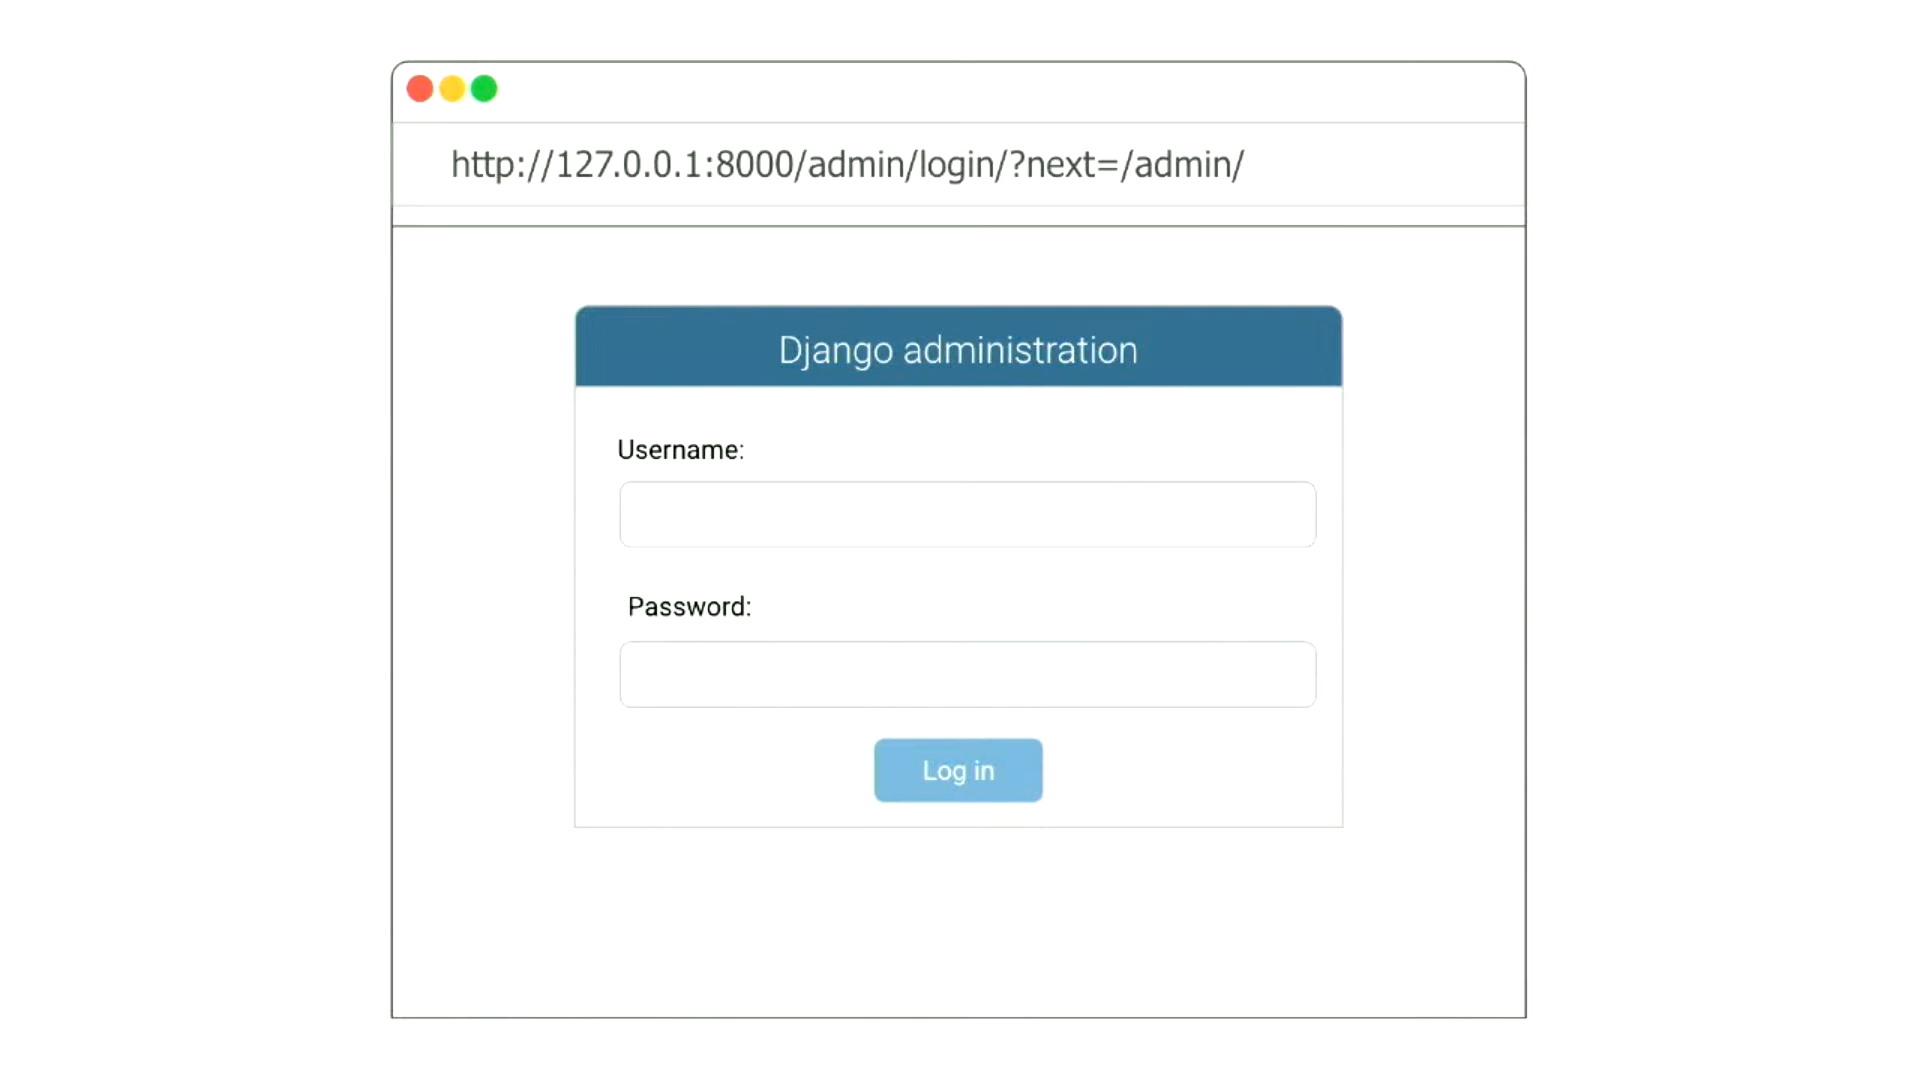 http://127.0.0.1:8000/admin/login/?next=/admin/
Django administration
Username:
Password:
Log in